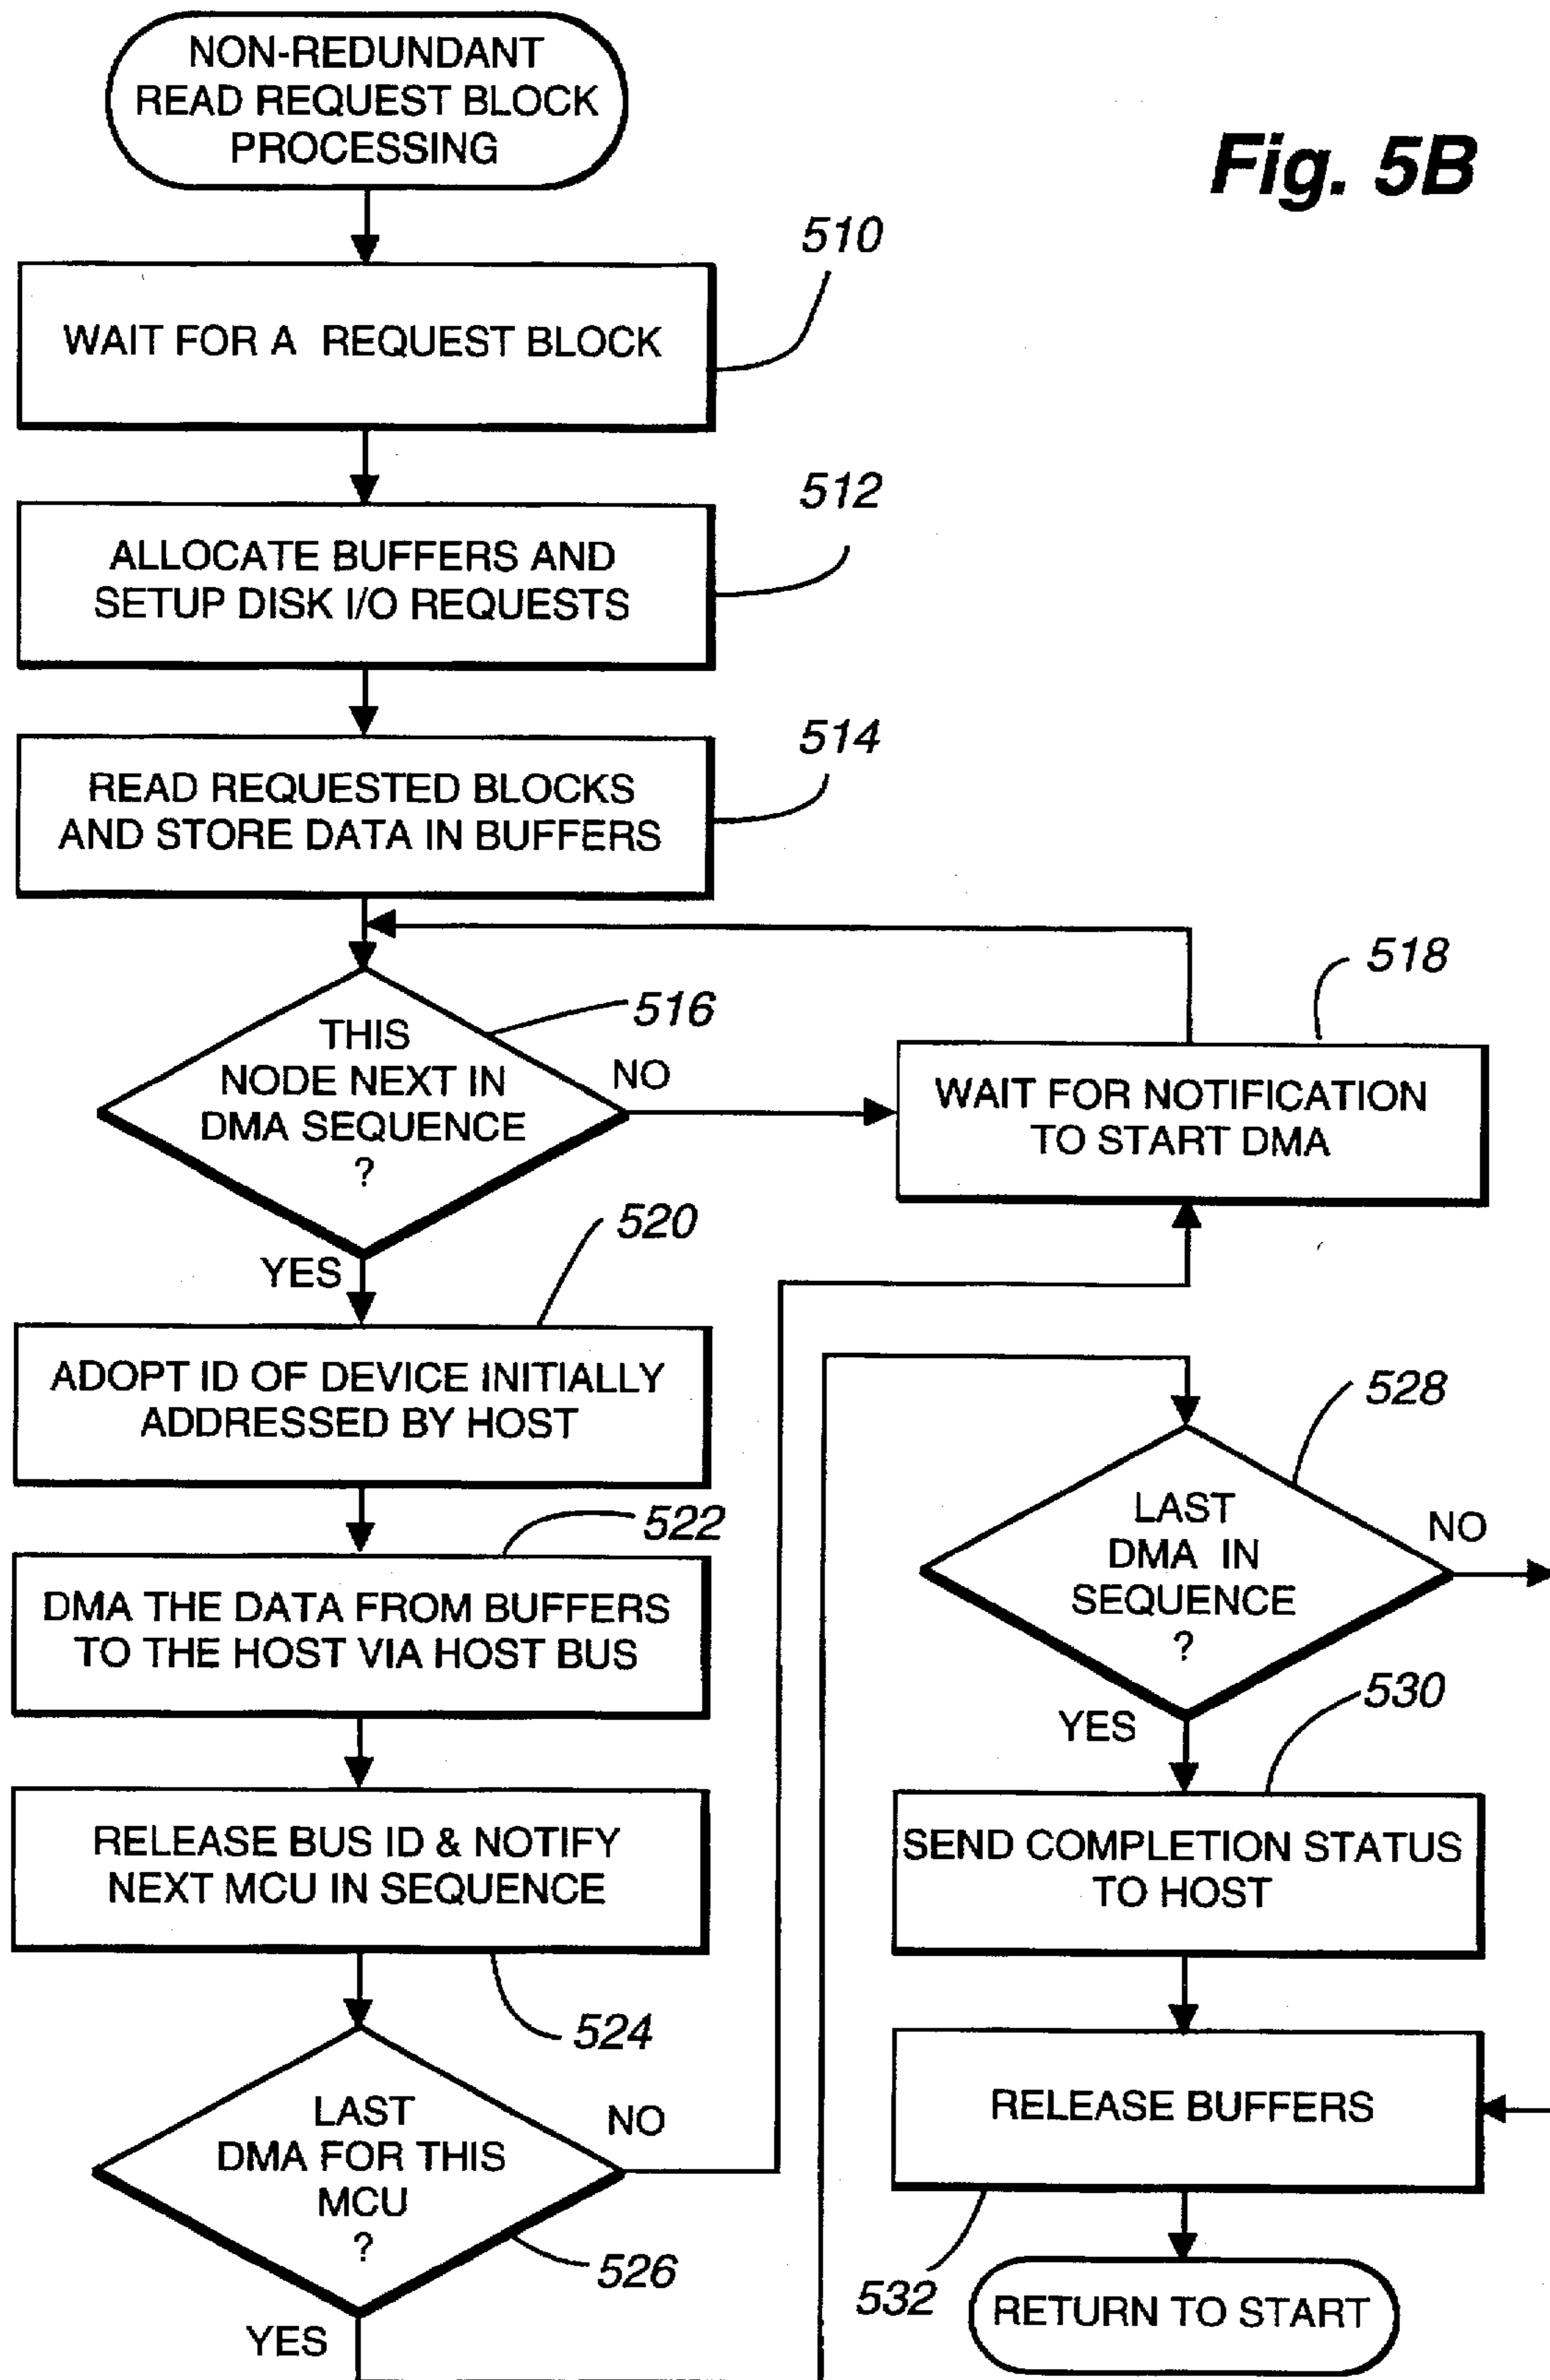 NON-REDUNDANT
READ REQUEST BLOCK
PROCESSING
Fig. 5B
510
WAIT FOR A REQUEST BLOCK
512
ALLOCATE BUFFERS AND
SETUP DISK I/O REQUESTS
514
READ REQUESTED BLOCKS
AND STORE DATA IN BUFFERS
516
THIS
NODE NEXT IN
DMA SEQUENCE
?
NO
518
WAIT FOR NOTIFICATION
TO START DMA
YES
520
ADOPT ID OF DEVICE INITIALLY
ADDRESSED BY HOST
522
DMA THE DATA FROM BUFFERS
TO THE HOST VIA HOST BUS
RELEASE BUS ID & NOTIFY
NEXT MCU IN SEQUENCE
524
LAST
DMA FOR THIS
MCU
?
NO
526
YES
528
LAST
DMA IN
SEQUENCE
?
NO
YES
530
SEND COMPLETION STATUS
TO HOST
RELEASE BUFFERS
532
RETURN TO START